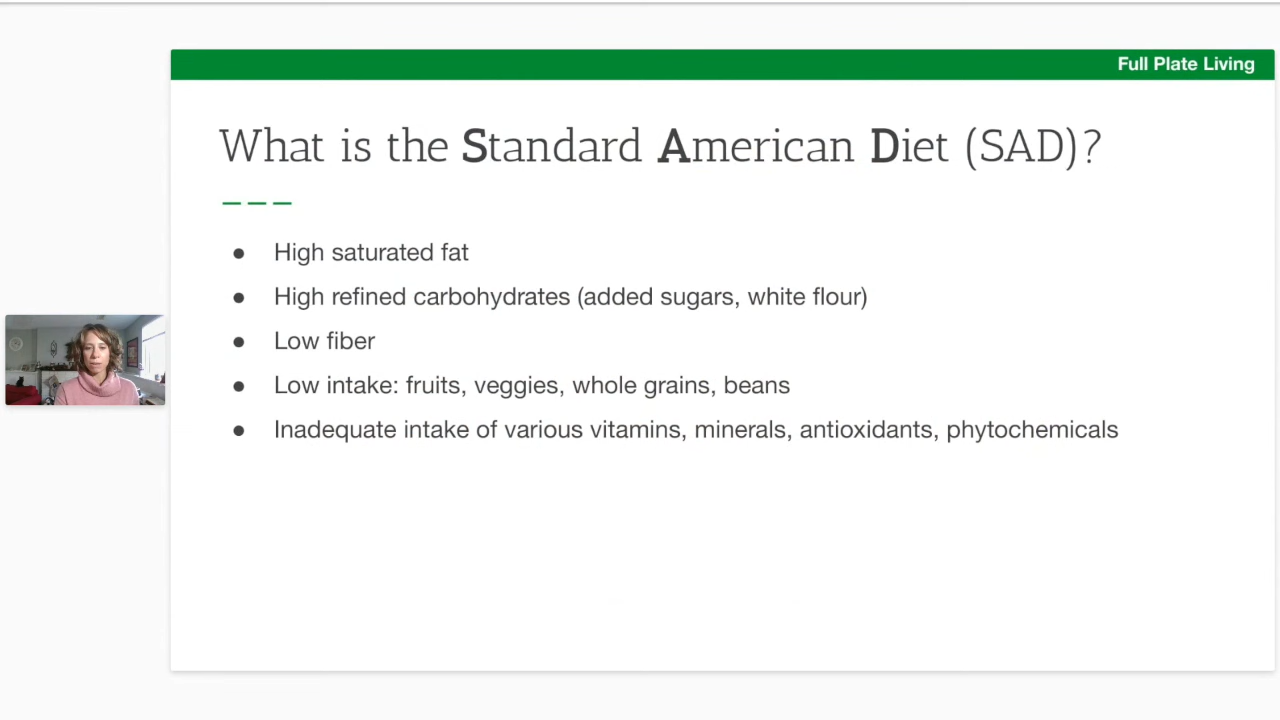 Full Plate Living
What is the Standard American Diet (SAD)?
● High saturated fat
● High refined carbohydrates (added sugars, white flour)
● Low fiber
● Low intake: fruits, veggies, whole grains, beans
● Inadequate intake of various vitamins, minerals, antioxidants, phytochemicals